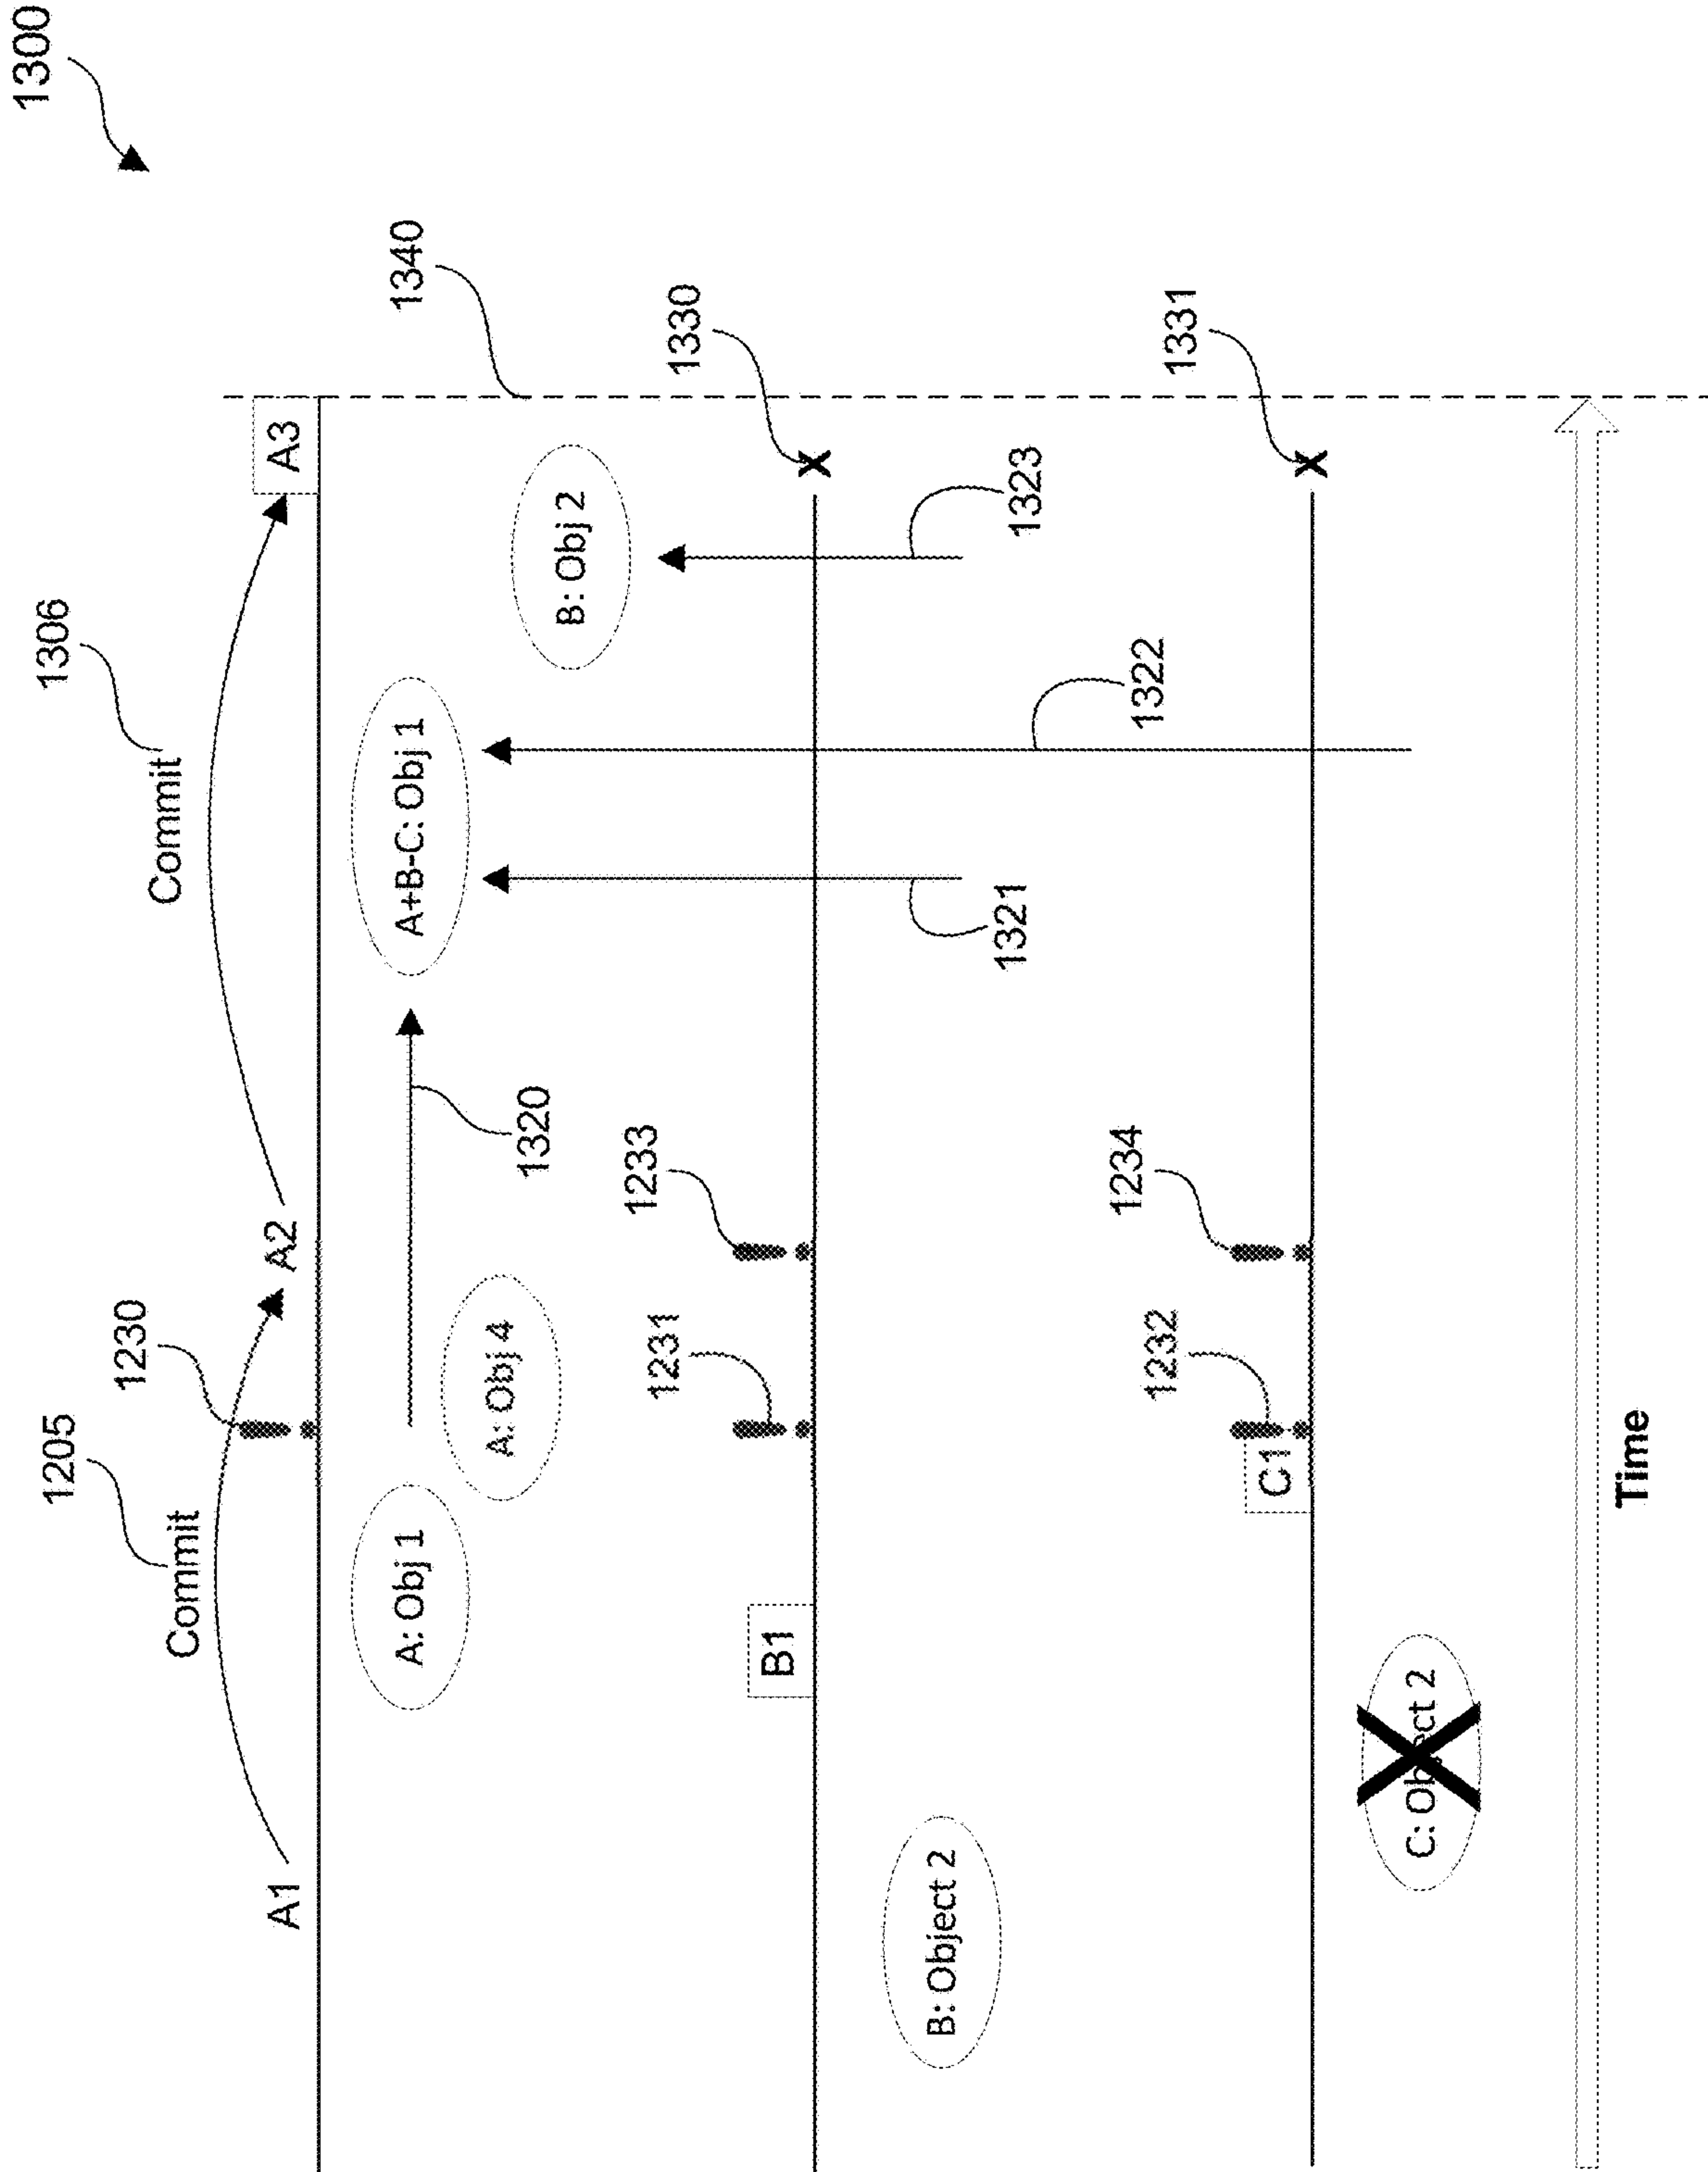 1300
1205
1306
Commit
Commit
1230
A1
A2
A3
1340
A: Obj 1
A+B-C: Obj 1
A: Obj 4
1320
B: Obj 2
1231
1233
1330
B1
X
B: Object 2
1321
1323
1232
1234
1322
1331
C1
X
C: Object 2
Time